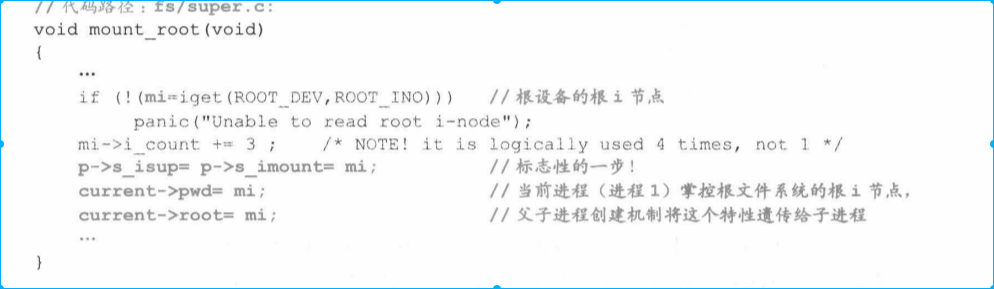 //代码路径：fs/super.c:
void mount_root(void)
{
    …
    if (!(mi=iget(ROOT_DEV,ROOT_INO)))   //根设备的根i节点
        panic("Unable to read root i-node");
    mi->i_count += 3 ;    /* NOTE! it is logically used 4 times, not 1 */
    p->s_isup= p->s_imount= mi;          //标志性的一步！
    current->pwd= mi;                    //当前进程（进程1）掌控根文件系统的根i节点，
    current->root= mi;                   //父子进程创建机制将这个特性遗传给子进程
    …
}